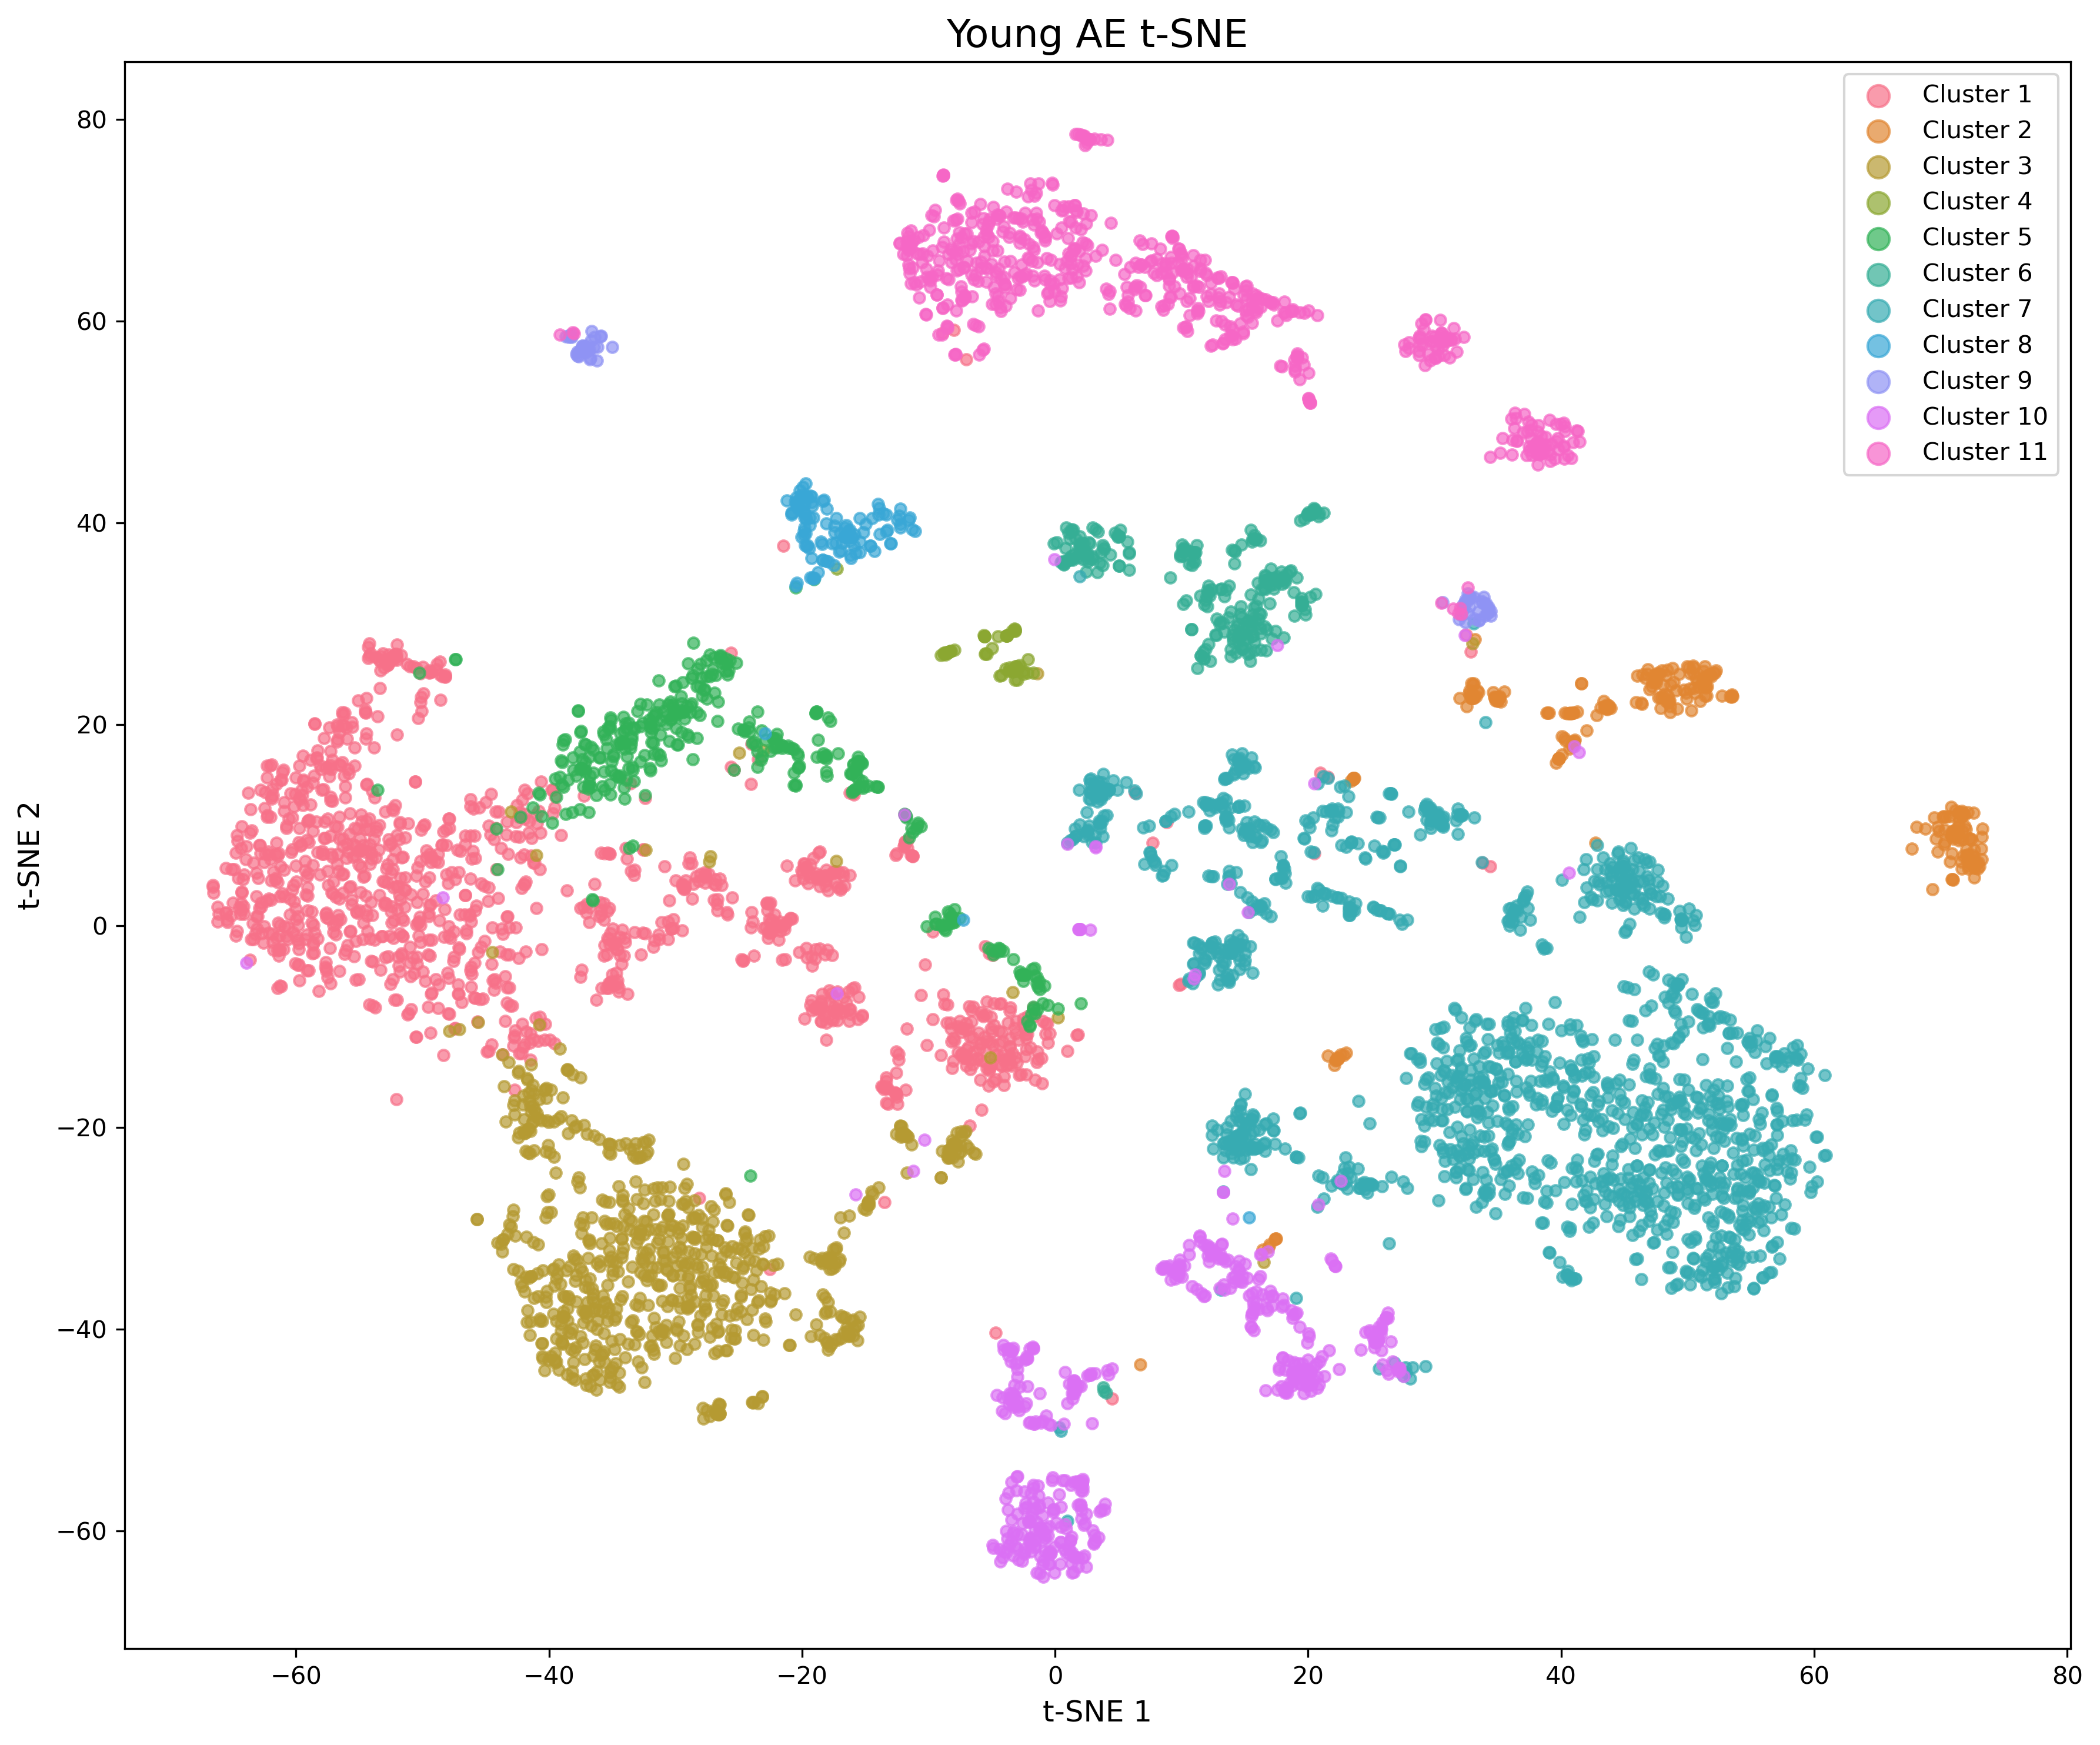 Young AE t-SNE
Cluster 1
Cluster 2
Cluster 3
Cluster 4
Cluster 5
Cluster 6
Cluster 7
Cluster 8
Cluster 9
Cluster 10
Cluster 11
80
60
40
20
0
−20
−40
−60
t-SNE 2
−60
−40
−20
0
20
40
60
80
t-SNE 1